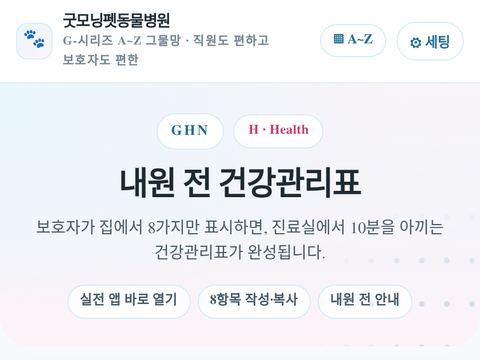 굿모닝펫동물병원
G-시리즈 A~Z 그물망 · 직원도 편하고
보호자도 편한
▦ A~Z
⚙ 세팅
GHN
H · Health
내원 전 건강관리표
보호자가 집에서 8가지만 표시하면, 진료실에서 10분을 아끼는
건강관리표가 완성됩니다.
실전 앱 바로 열기
8항목 작성·복사
내원 전 안내